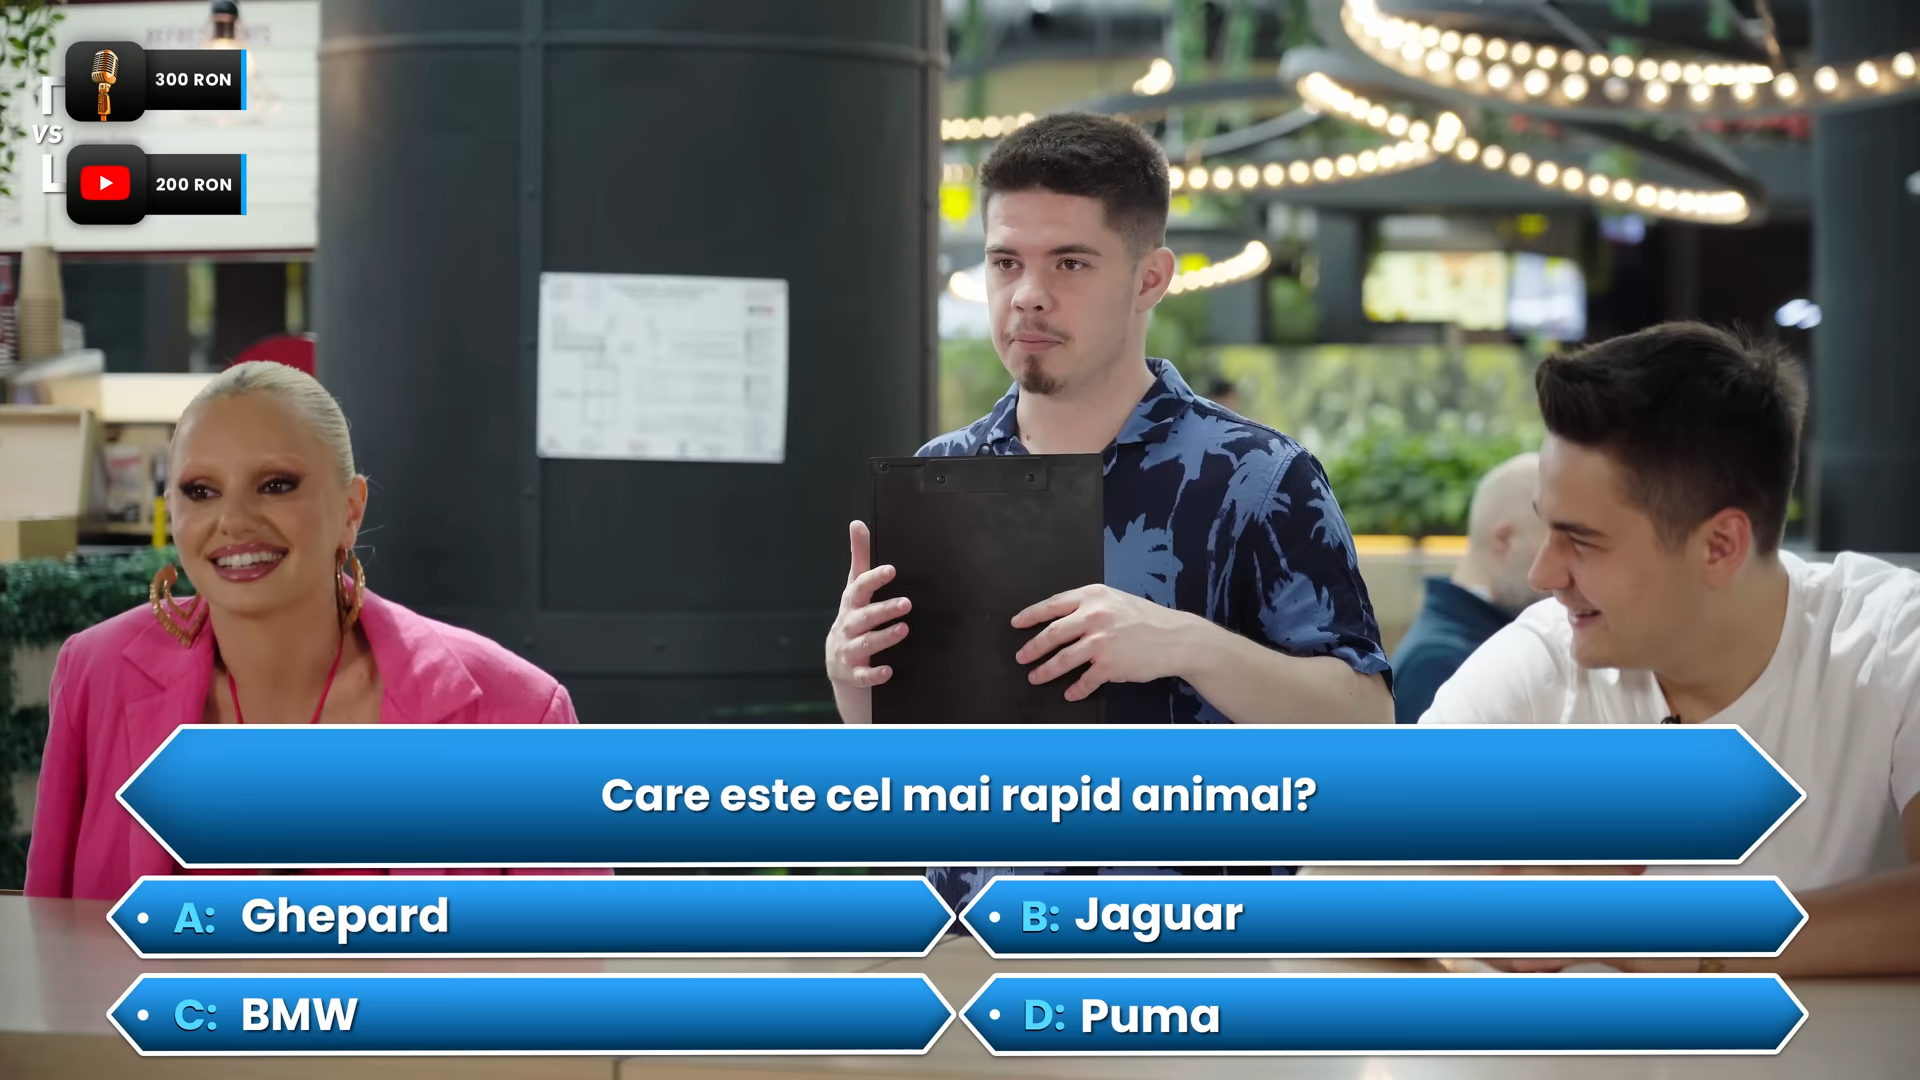 300 RON
VS
200 RON
Care este cel mai rapid animal?
A: Ghepard
B: Jaguar
C: BMW
D: Puma